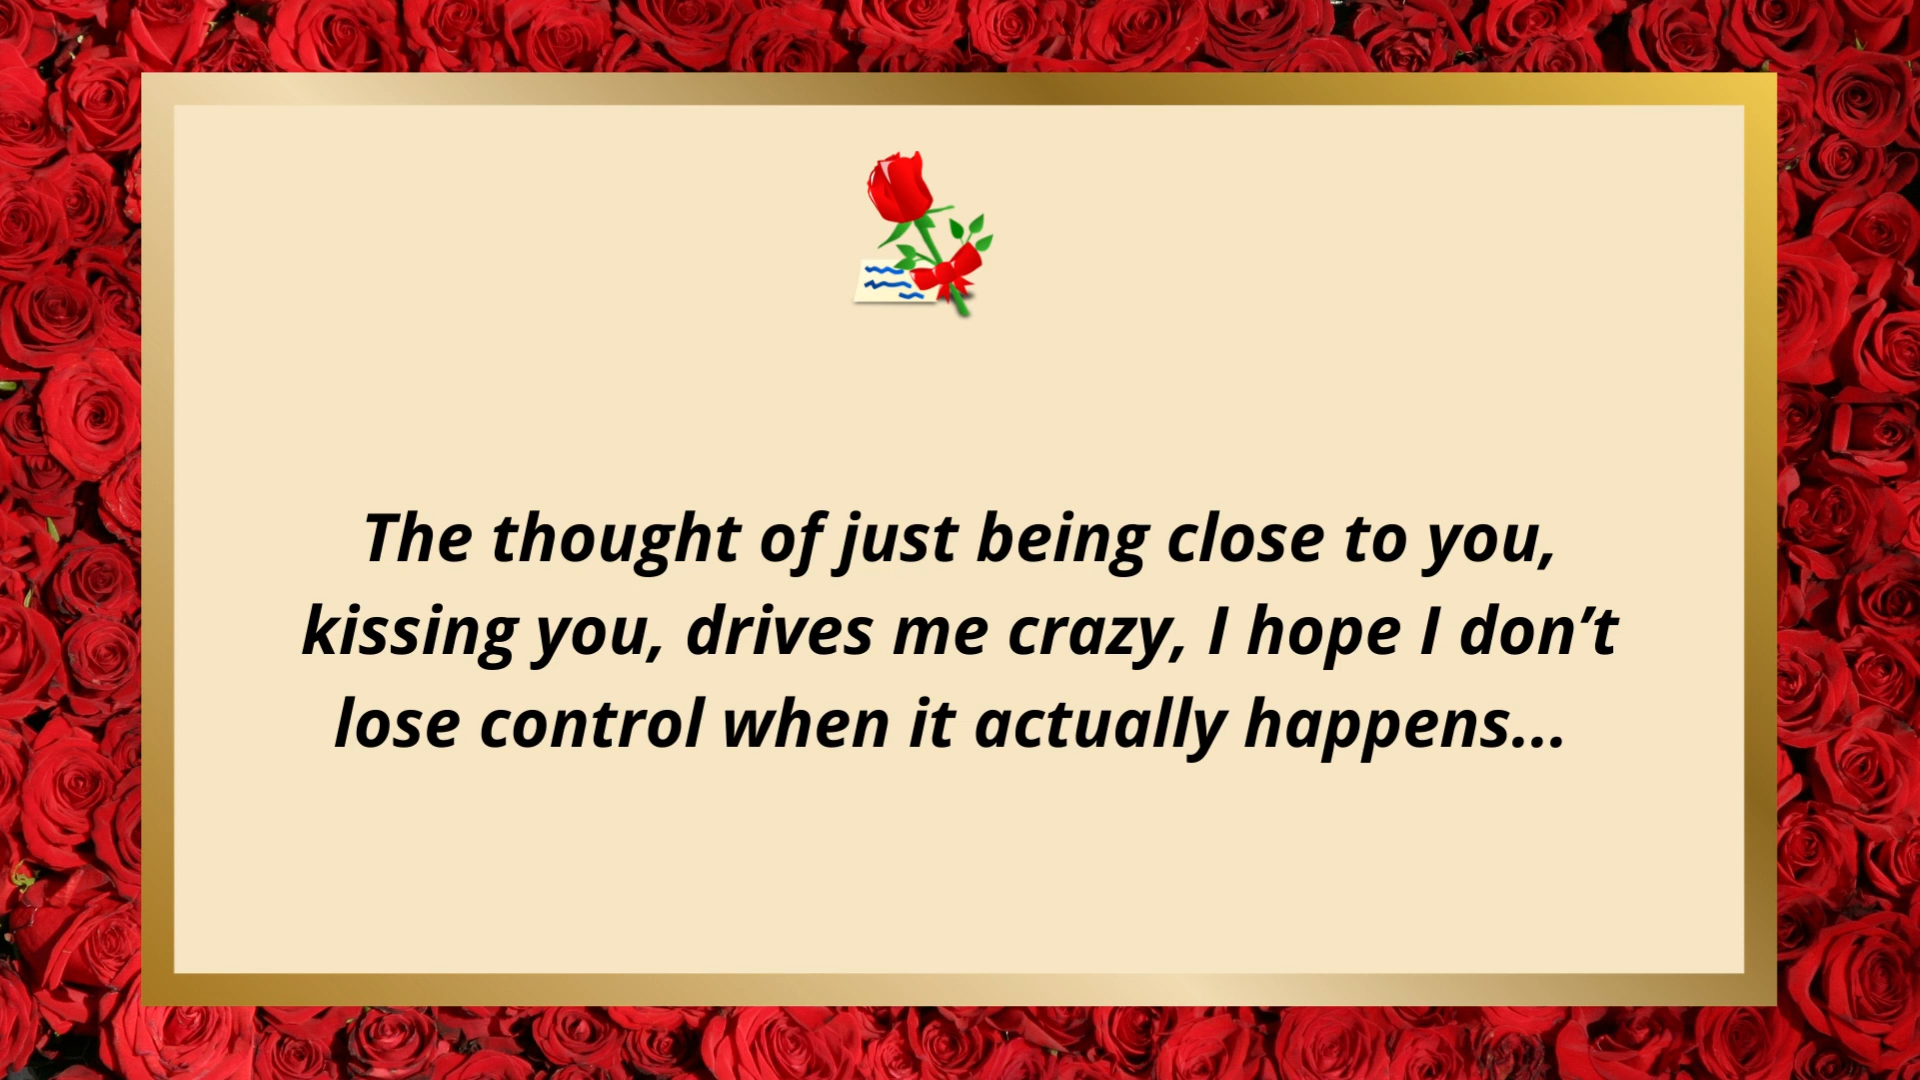 The thought of just being close to you,
kissing you, drives me crazy, I hope I don’t
lose control when it actually happens...